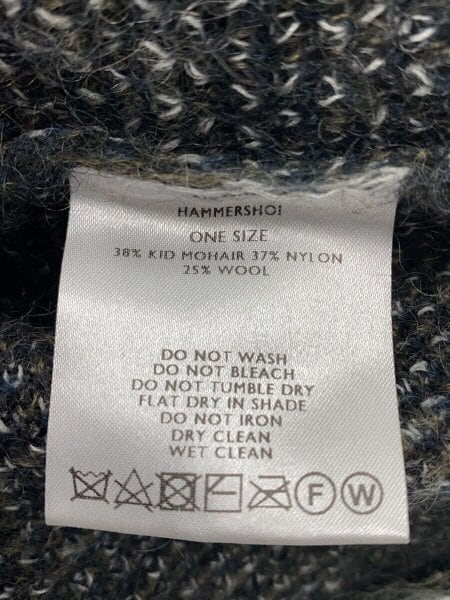 HAMMERSHOI
ONE SIZE
38% KID MOHAIR 37% NYLON
25% WOOL
DO NOT WASH
DO NOT BLEACH
DO NOT TUMBLE DRY
FLAT DRY IN SHADE
DO NOT IRON
DRY CLEAN
WET CLEAN
F W